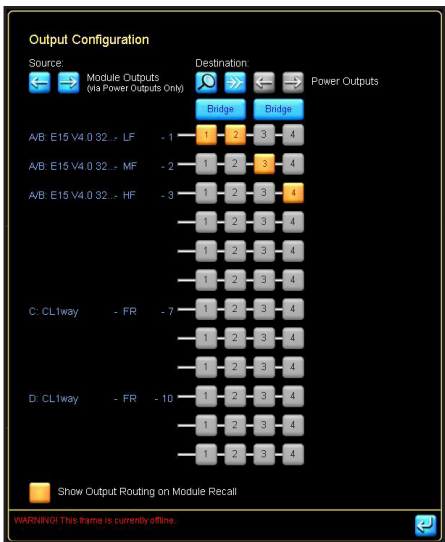 Output Configuration
Source: Destination:
Module Outputs
(via Power Outputs Only)
Power Outputs
Bridge Bridge
A/B: E15 V4.0 32...- LF - 1 1 2 3 4
A/B: E15 V4.0 32...- MF - 2 1 2 3 4
A/B: E15 V4.0 32...- HF - 3 1 2 3 4
1 2 3 4
1 2 3 4
1 2 3 4
C: CL1way - FR - 7 1 2 3 4
1 2 3 4
1 2 3 4
D: CL1way - FR - 10 1 2 3 4
1 2 3 4
1 2 3 4
Show Output Routing on Module Recall
WARNING! This frame is currently offline.